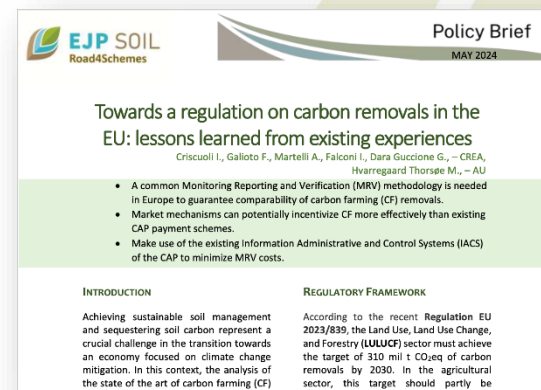 EJP SOIL
Road4Schemes
Policy Brief
MAY 2024
Towards a regulation on carbon removals in the
EU: lessons learned from existing experiences
Criscuoli I., Galioto F., Martelli A., Falconi I., Dara Guccione G., – CREA,
Hvarregaard Thorsøe M., – AU
• A common Monitoring Reporting and Verification (MRV) methodology is needed
in Europe to guarantee comparability of carbon farming (CF) removals.
• Market mechanisms can potentially incentivize CF more effectively than existing
CAP payment schemes.
• Make use of the existing Information Administrative and Control Systems (IACS)
of the CAP to minimize MRV costs.
INTRODUCTION
Achieving sustainable soil management
and sequestering soil carbon represent a
crucial challenge in the transition towards
an economy focused on climate change
mitigation. In this context, the analysis of
the state of the art of carbon farming (CF)
REGULATORY FRAMEWORK
According to the recent Regulation EU
2023/839, the Land Use, Land Use Change,
and Forestry (LULUCF) sector must achieve
the target of 310 mil t CO₂eq of carbon
removals by 2030. In the agricultural
sector, this target should partly be